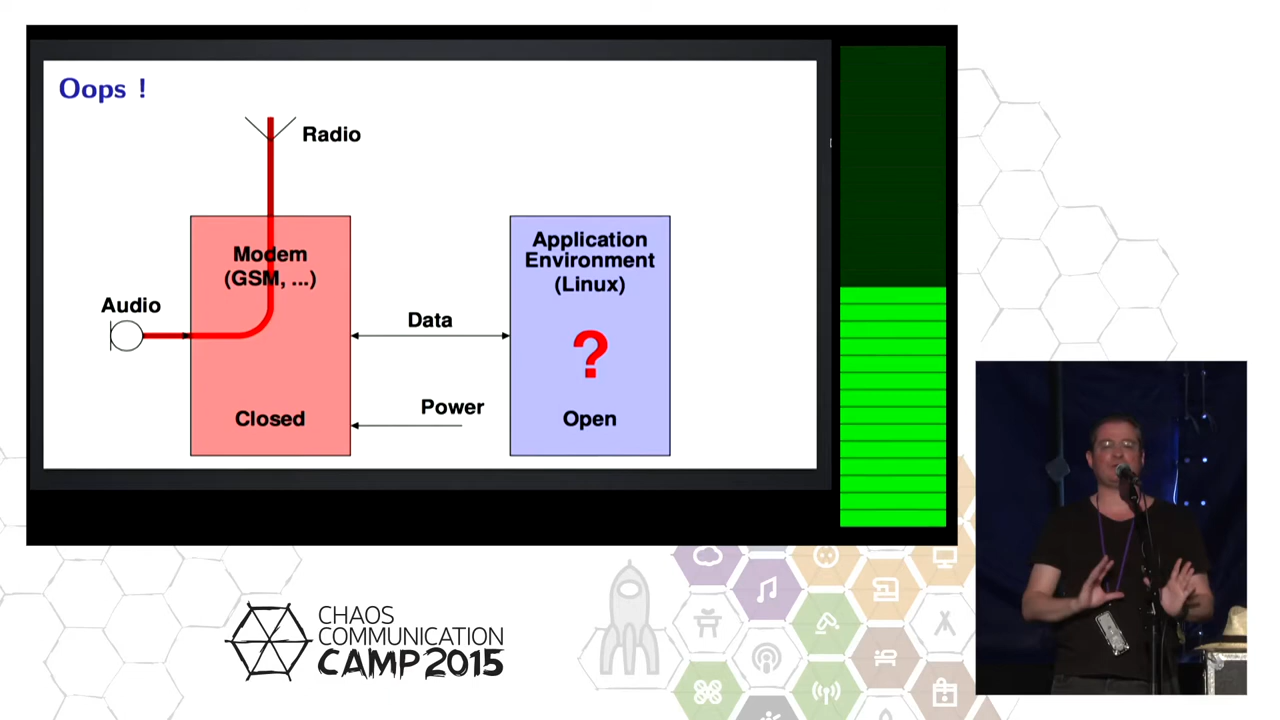 Oops !
Radio
Modem
(GSM, ...)
Audio
Closed
Data
Power
Application
Environment
(Linux)
?
Open
CHAOS
COMMUNICATION
CAMP 2015